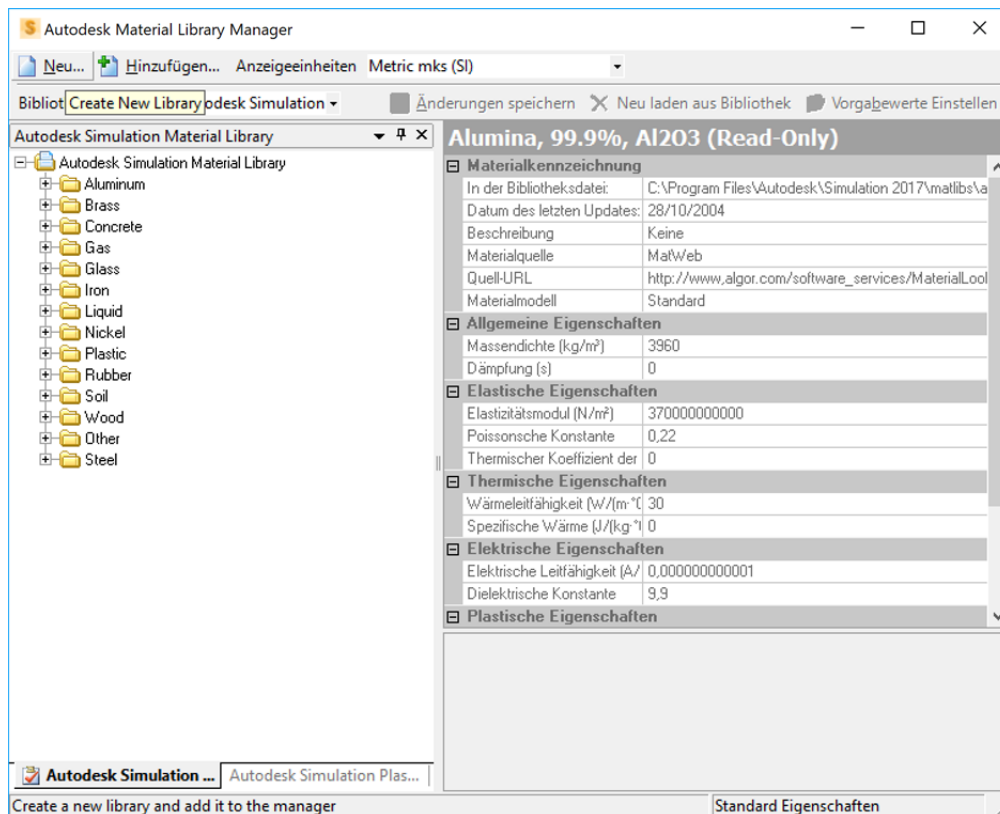 Autodesk Material Library Manager
Neu... Hinzufügen... Anzeigeeinheiten Metric mks (SI)
Bibliot Create New Library odesk Simulation Änderungen speichern Neu laden aus Bibliothek Vorgabewerte Einstellen
Autodesk Simulation Material Library
Autodesk Simulation Material Library
Aluminum
Brass
Concrete
Gas
Glass
Iron
Liquid
Nickel
Plastic
Rubber
Soil
Wood
Other
Steel
Autodesk Simulation ... Autodesk Simulation Plas...
Alumina, 99.9%, Al2O3 (Read-Only)
Materialkennzeichnung
In der Bibliotheksdatei: C:\Program Files\Autodesk\Simulation 2017\matlibs\a
Datum des letzten Updates: 28/10/2004
Beschreibung Keine
Materialquelle MatWeb
Quell-URL http://www,algor.com/software_services/MaterialLool
Materialmodell Standard
Allgemeine Eigenschaften
Massendichte (kg/m³) 3960
Dämpfung (s) 0
Elastische Eigenschaften
Elastizitätsmodul (N/m²) 370000000000
Poissonsche Konstante 0,22
Thermischer Koeffizient der 0
Thermische Eigenschaften
Wärmeleitfähigkeit (W/(m·°C 30
Spezifische Wärme (J/(kg·° 0
Elektrische Eigenschaften
Elektrische Leitfähigkeit (A/ 0,000000000001
Dielektrische Konstante 9,9
Plastische Eigenschaften
Create a new library and add it to the manager Standard Eigenschaften